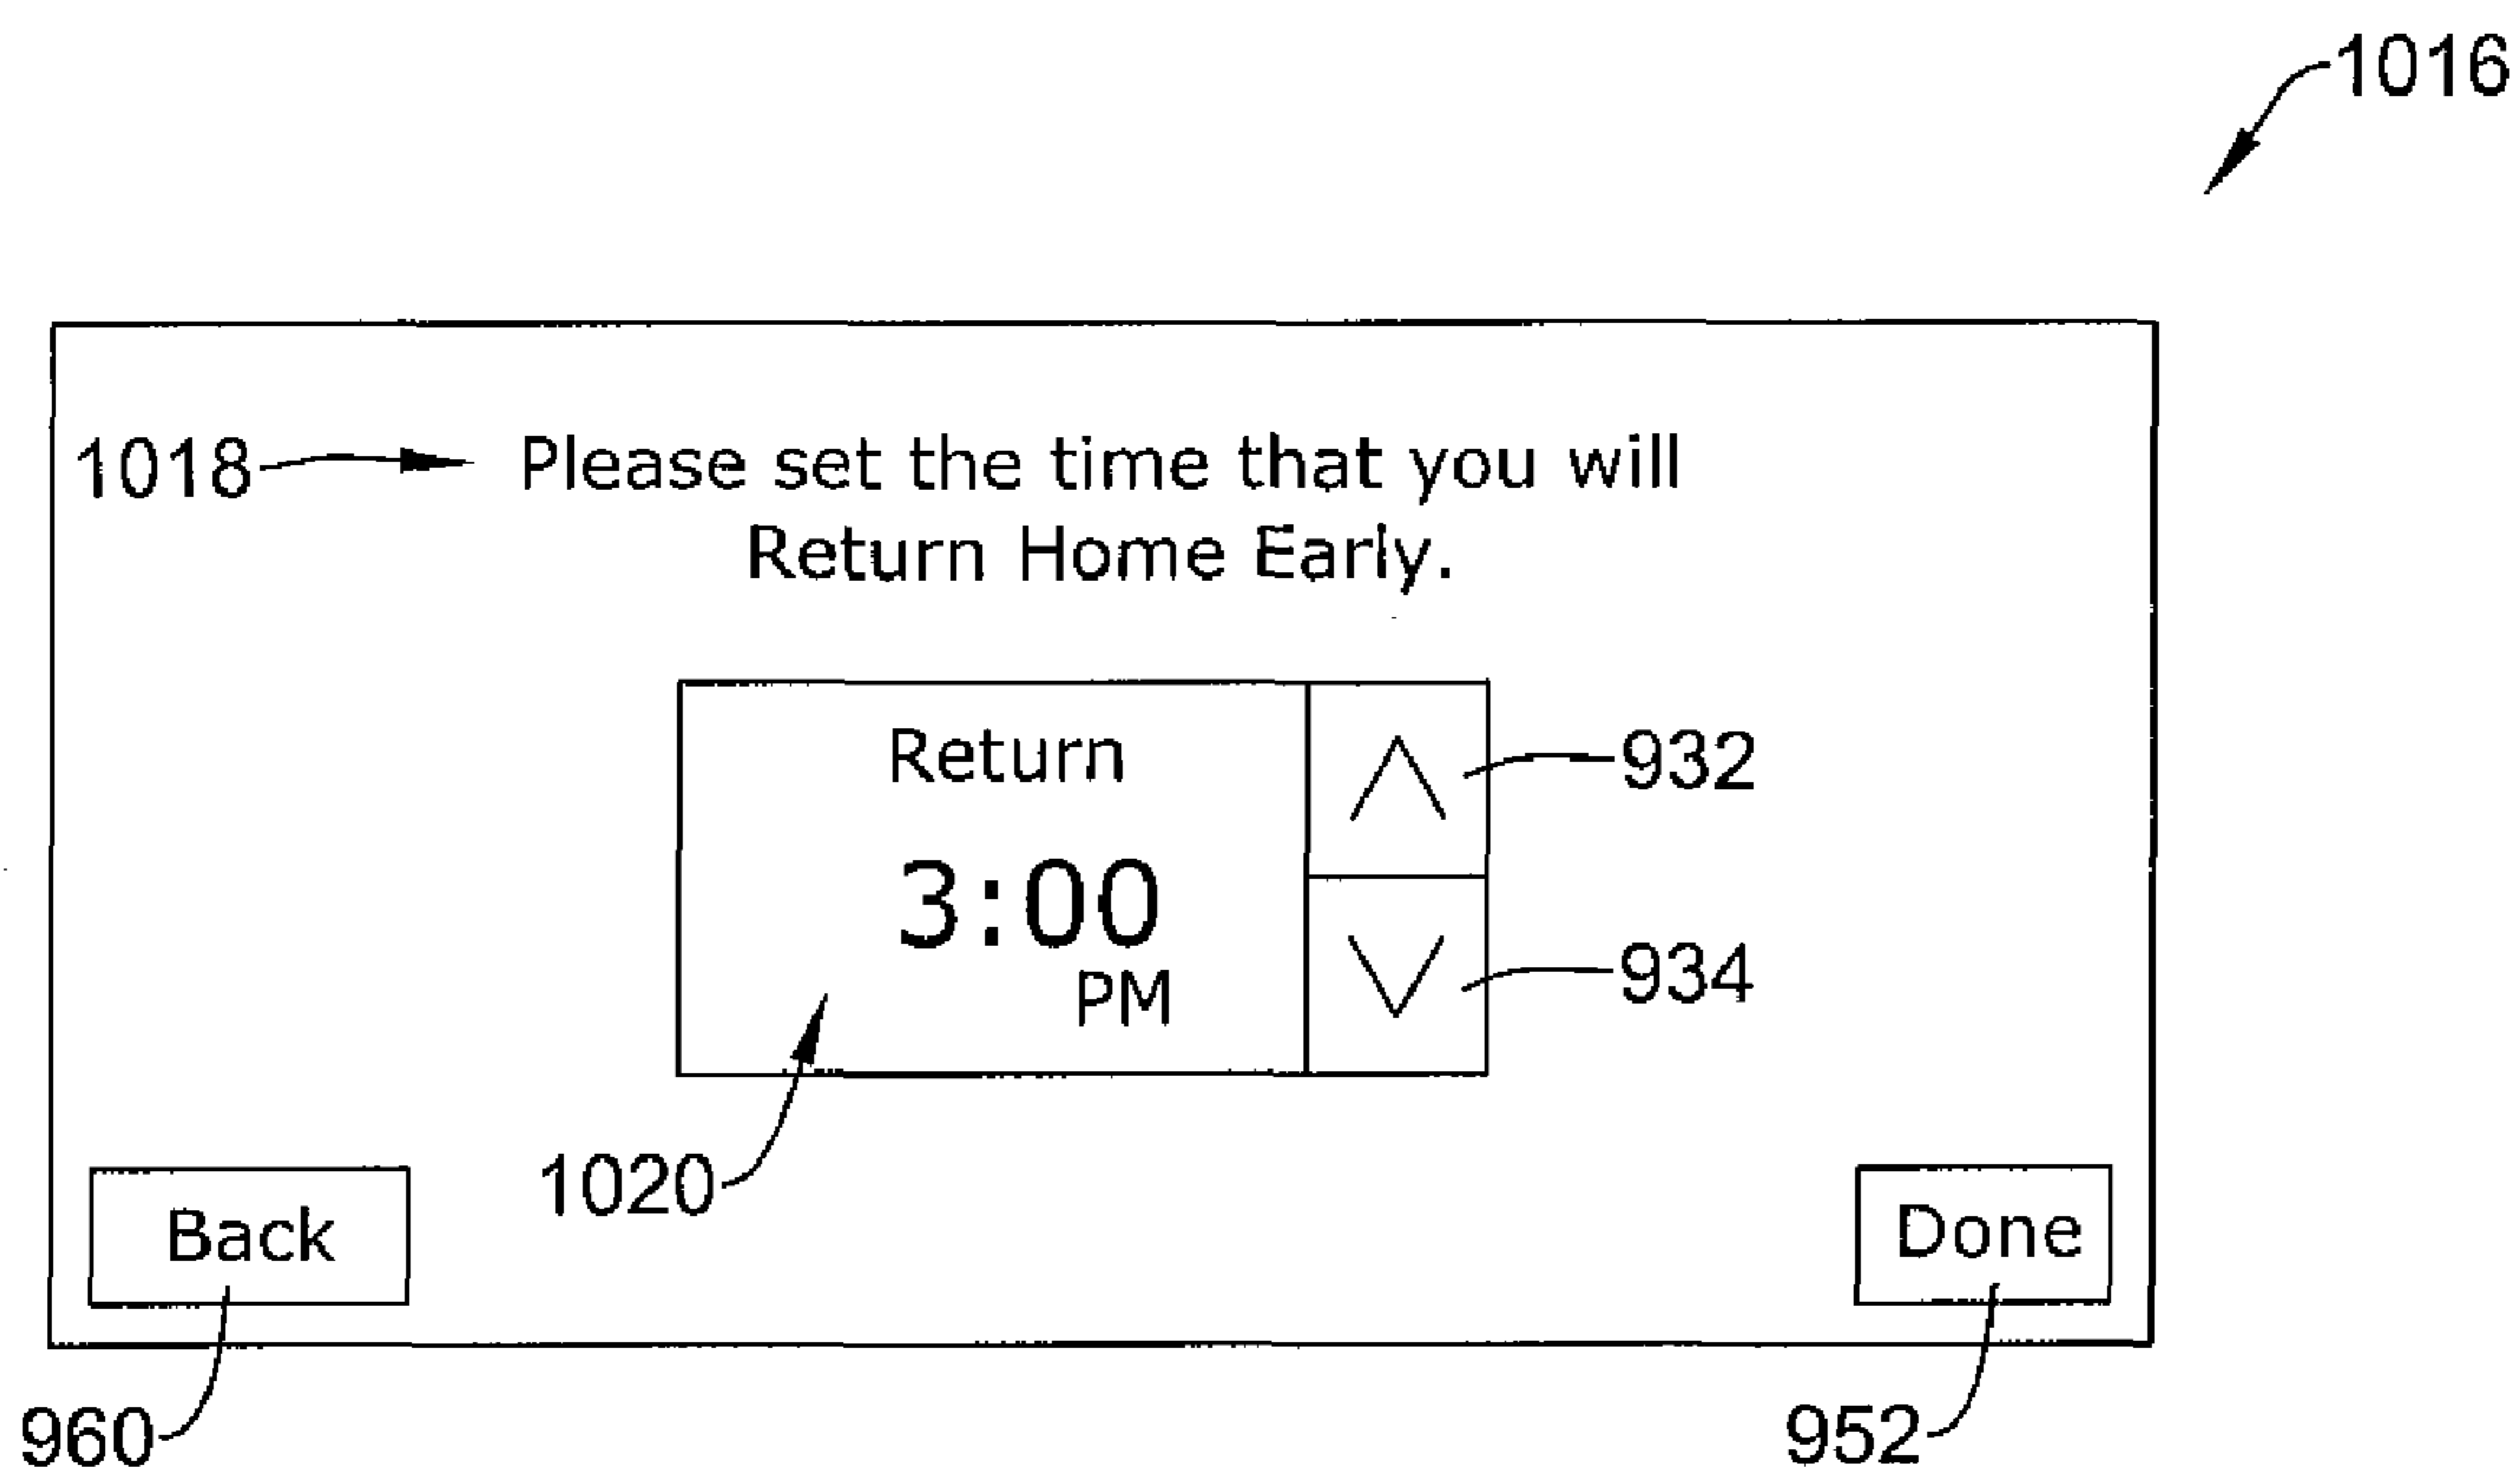 1016
1018 Please set the time that you will
Return Home Early.
Return
932
3:00
934
PM
1020
Back
Done
960
952